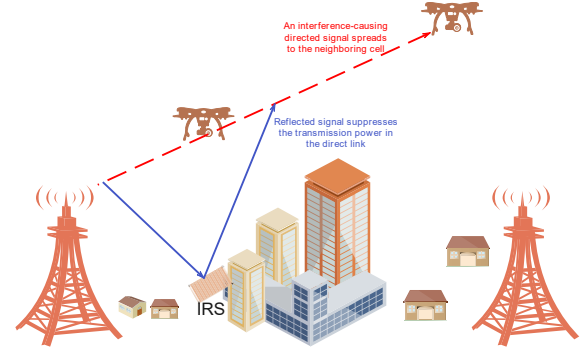 An interference-causing
directed signal spreads
to the neighboring cell
Reflected signal suppresses
the transmission power in
the direct link
IRS